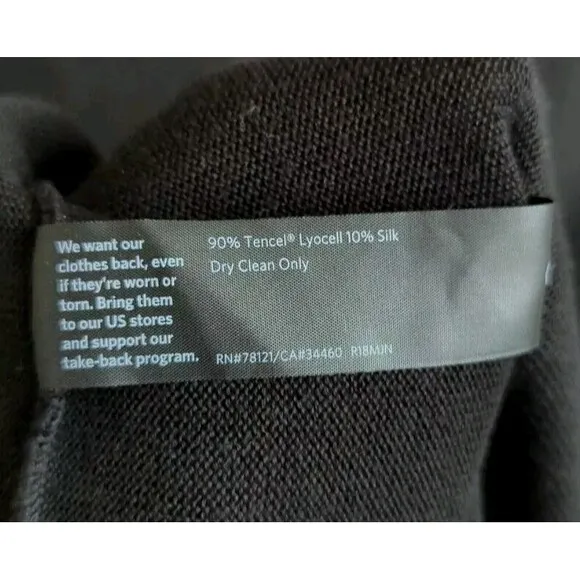 We want our
clothes back, even
if they're worn or
torn. Bring them
to our US stores
and support our
take-back program.
90% Tencel® Lyocell 10% Silk
Dry Clean Only
RN#78121/CA#34460 R18MJN